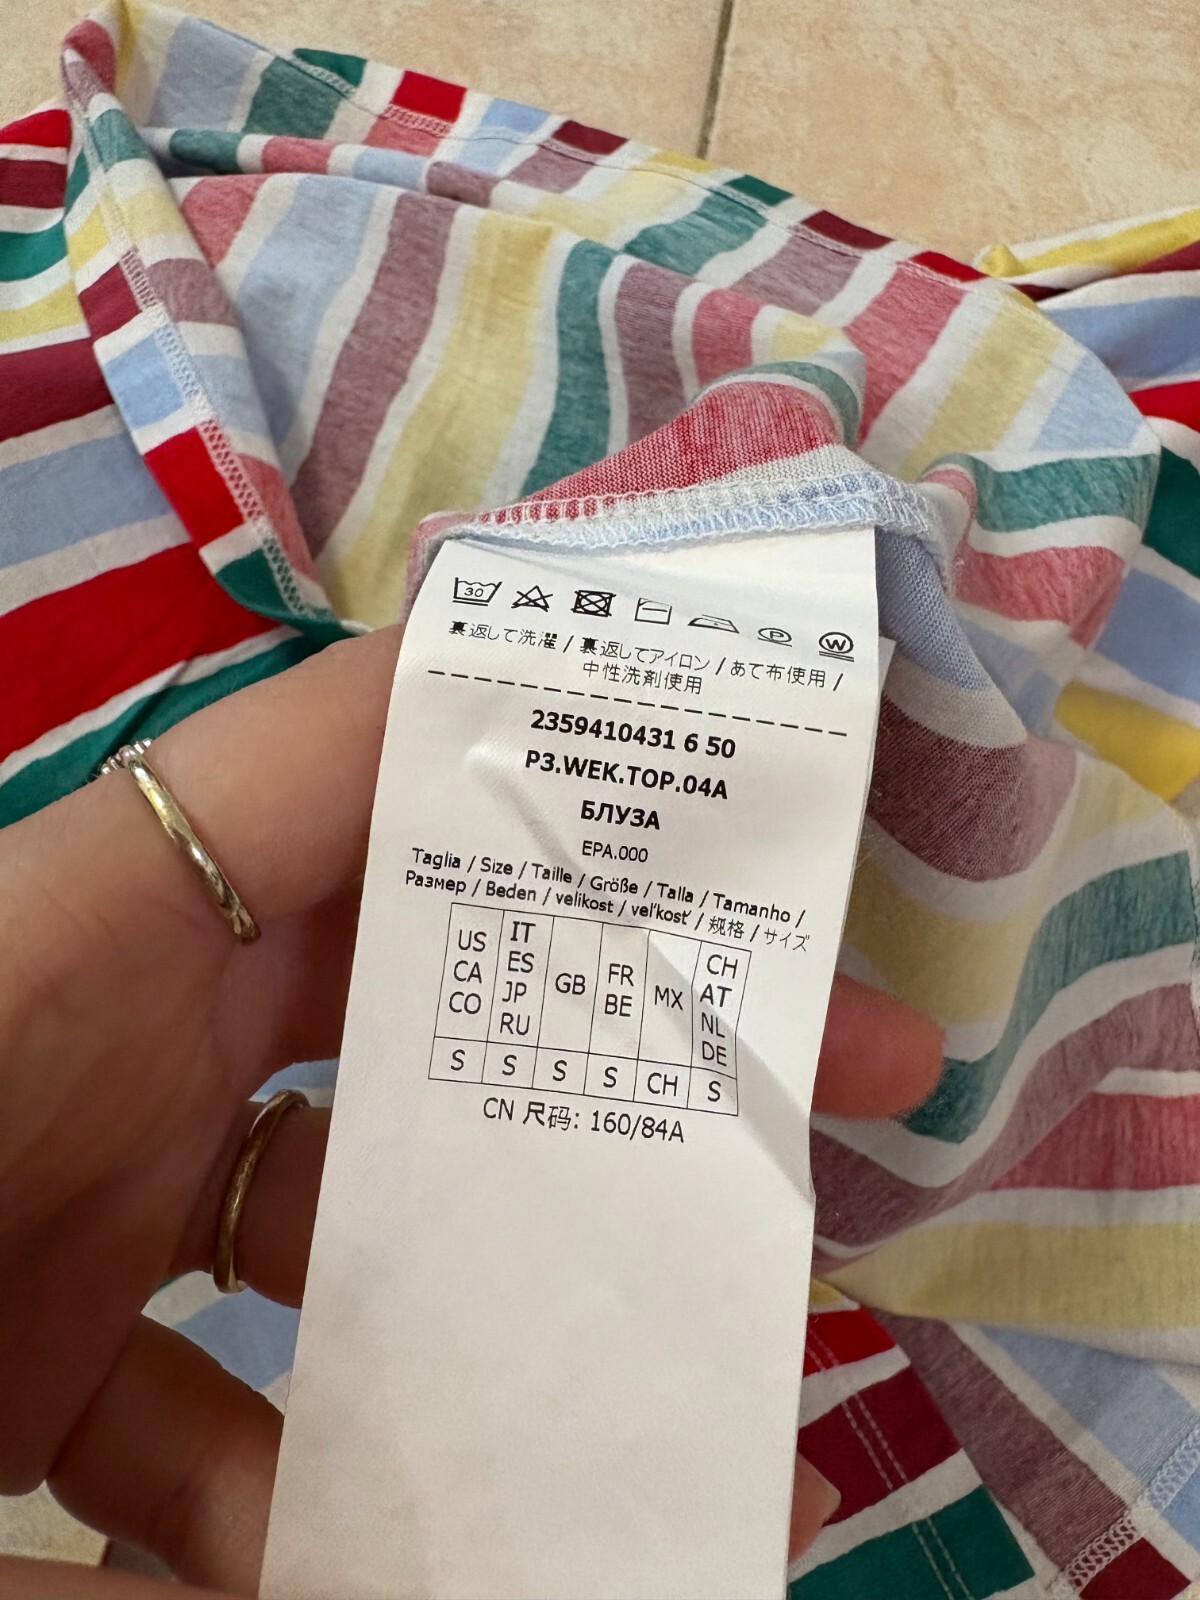 30
P
W
裏返して洗濯 / 裏返してアイロン / あて布使用 /
中性洗剤使用
2359410431 6 50
P3.WEK.TOP.04A
БЛУЗА
EPA.000
Taglia / Size / Taille / Größe / Talla / Tamanho /
Размер / Beden / velikost / veľkosť / 规格 / サイズ
US CA CO
IT ES JP RU
GB
FR BE
MX
CH AT NL DE
S S S S CH S
CN 尺码: 160/84A